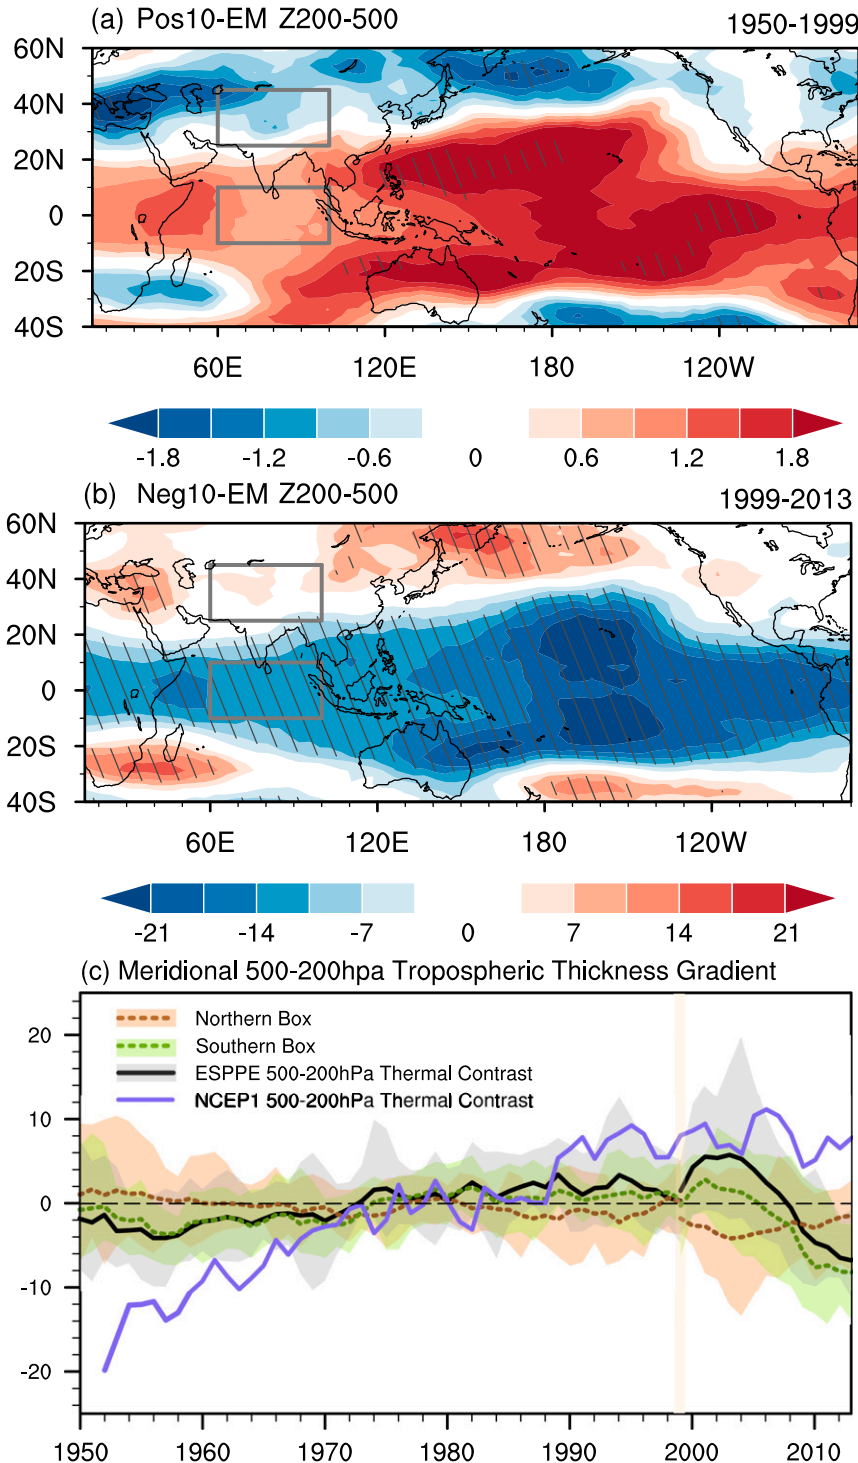 (a) Pos10-EM Z200-500 1950-1999
60N
40N
20N
0
20S
40S
60E 120E 180 120W
-1.8 -1.2 -0.6 0 0.6 1.2 1.8
(b) Neg10-EM Z200-500 1999-2013
60N
40N
20N
0
20S
40S
60E 120E 180 120W
-21 -14 -7 0 7 14 21
(c) Meridional 500-200hpa Tropospheric Thickness Gradient
20
10
0
-10
-20
Northern Box
Southern Box
ESPPE 500-200hPa Thermal Contrast
NCEP1 500-200hPa Thermal Contrast
1950 1960 1970 1980 1990 2000 2010